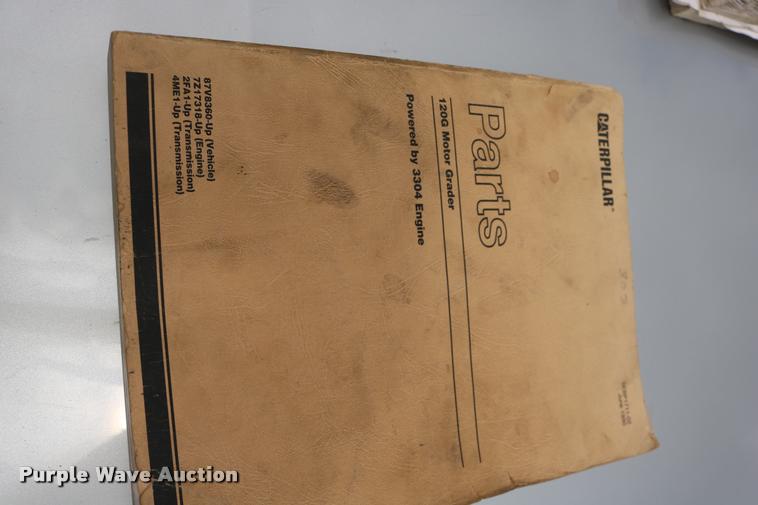 CATERPILLAR®
Parts
120G Motor Grader
Powered by 3304 Engine
87V8360-Up (Vehicle)
7Z17318-Up (Engine)
2FA1-Up (Transmission)
4ME1-Up (Transmission)
Purple Wave Auction